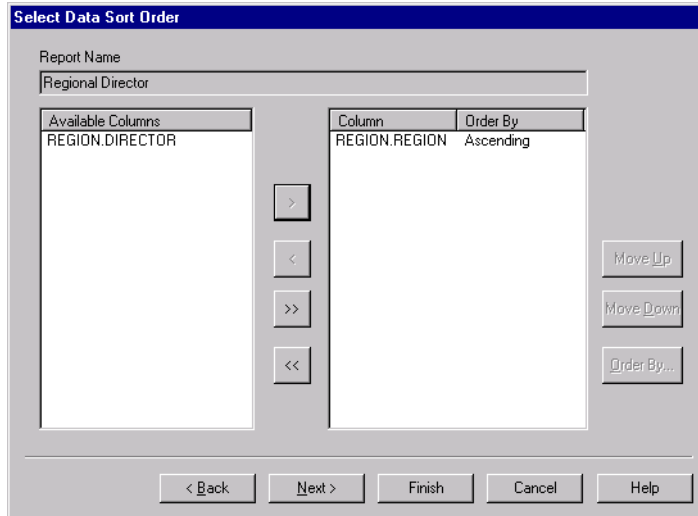 Select Data Sort Order
Report Name
Regional Director
Available Columns
REGION.DIRECTOR
>
<
>>
<<
Column Order By
REGION.REGION Ascending
Move Up
Move Down
Order By...
< Back Next > Finish Cancel Help